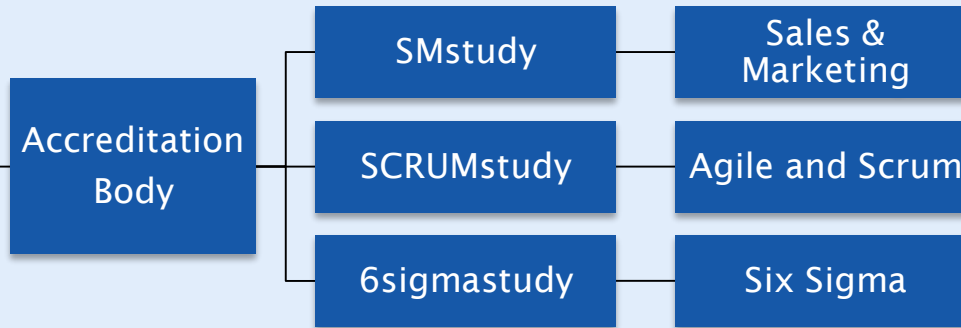 Accreditation
Body
SMstudy
Sales &
Marketing
SCRUMstudy
Agile and Scrum
6sigmastudy
Six Sigma